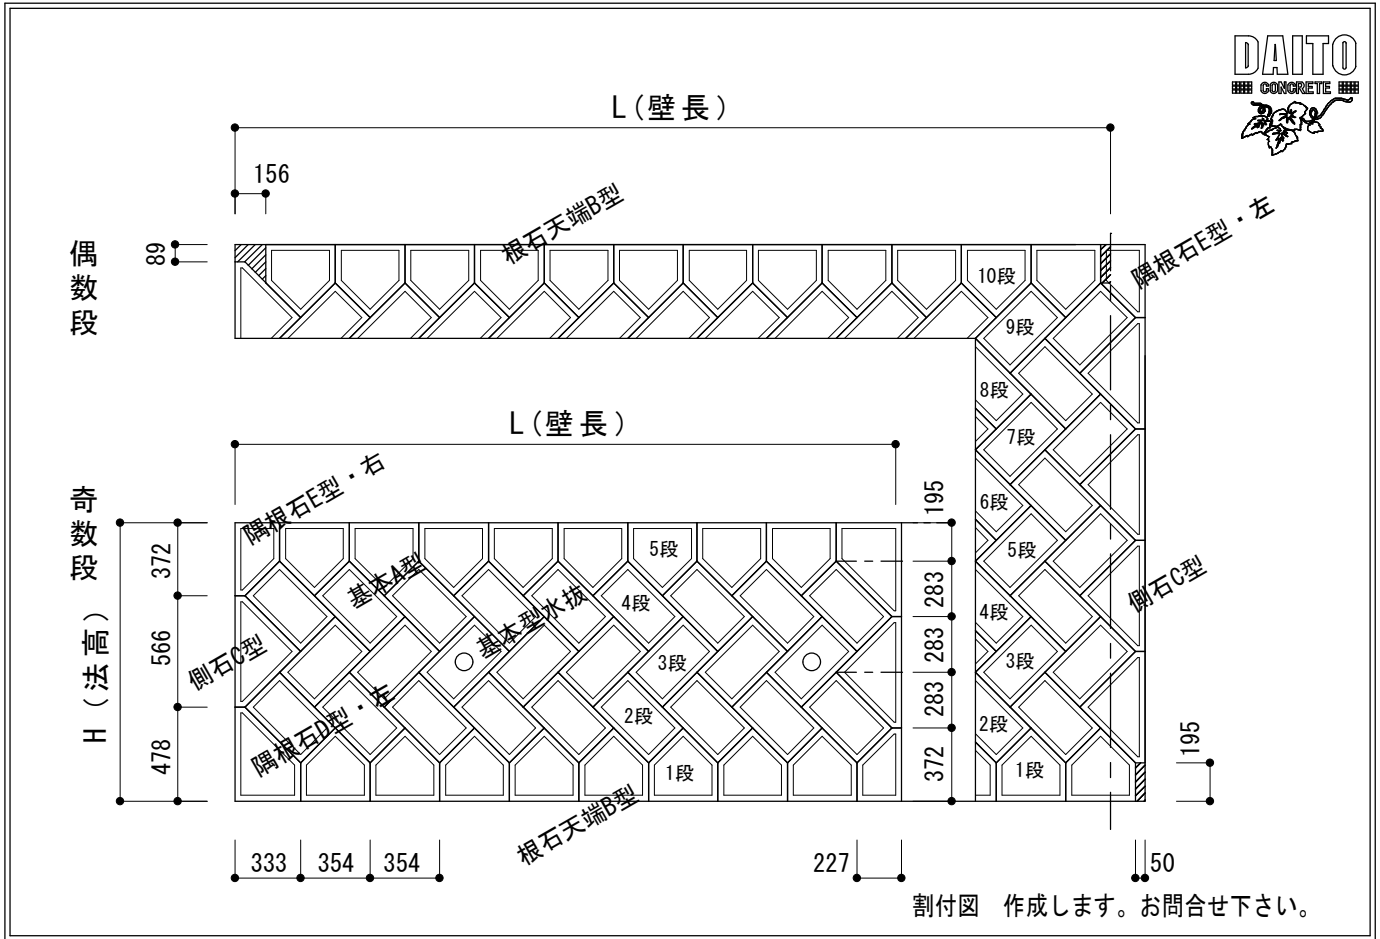 DAITO
CONCRETE
L(壁長)
156
根石天端B型
隅根石E型・左
89
偶数段
10段
9段
8段
7段
6段
5段
4段
3段
2段
1段
側石C型
195
50
L(壁長)
奇数段
H(法高)
隅根石E型・右
基本A型
基本型水抜
側石C型
隅根石D型・左
根石天端B型
5段
4段
3段
2段
1段
372
566
478
195
283
283
283
372
333
354
354
227
割付図 作成します。お問合せ下さい。